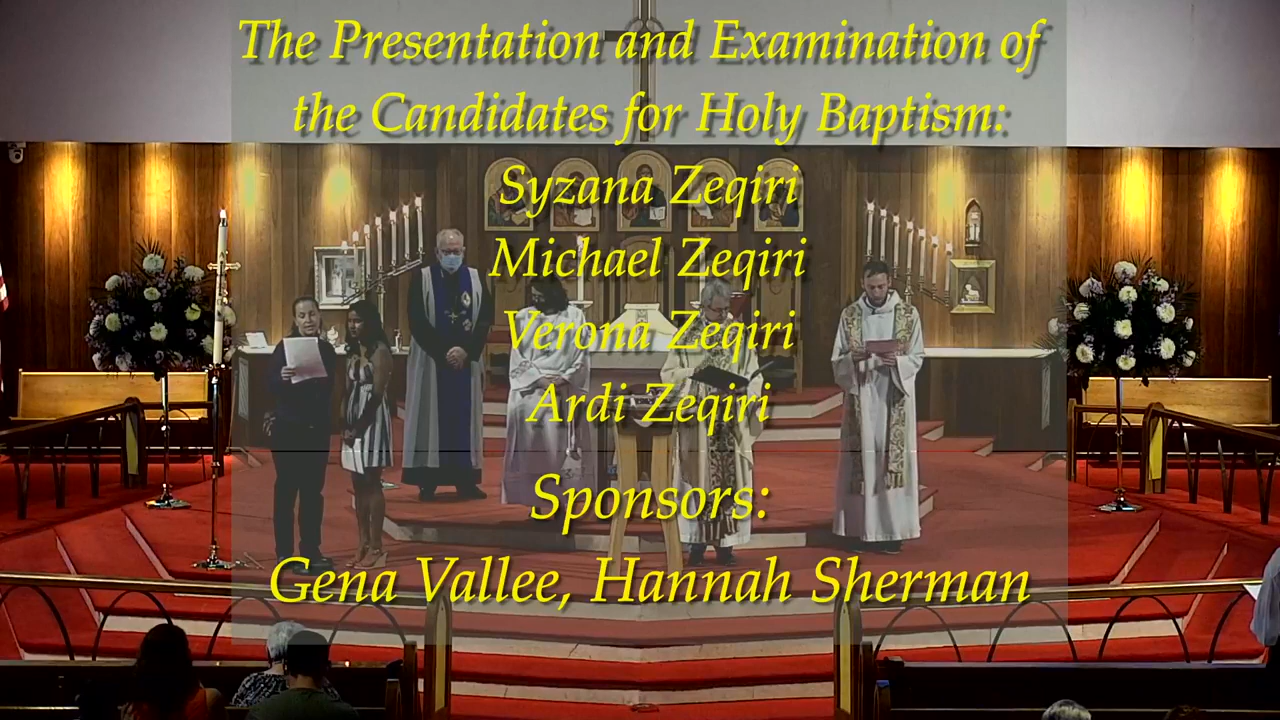 The Presentation and Examination of
the Candidates for Holy Baptism:
Syzana Zeqiri
Michael Zeqiri
Verona Zeqiri
Ardi Zeqiri
Sponsors:
Gena Vallee, Hannah Sherman